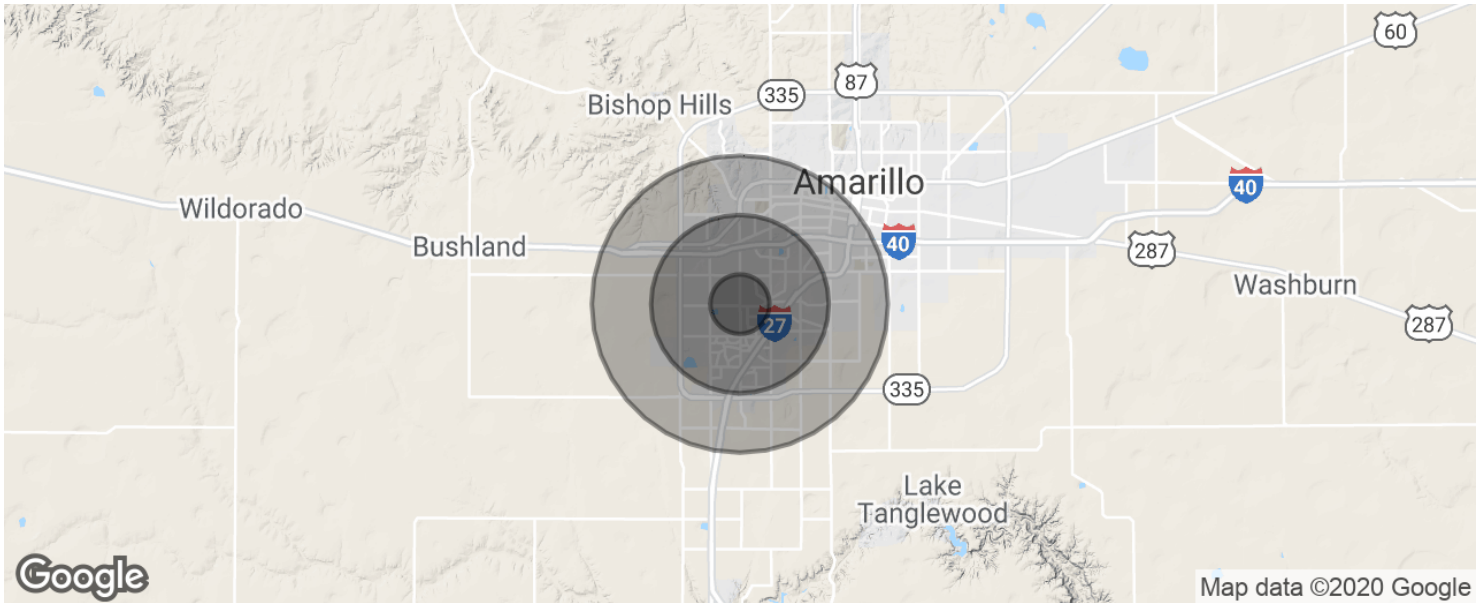 60
87
335
Bishop Hills
Amarillo
40
Wildorado
40
Bushland
287
Washburn
27
287
335
Lake
Tanglewood
Google
Map data ©2020 Google